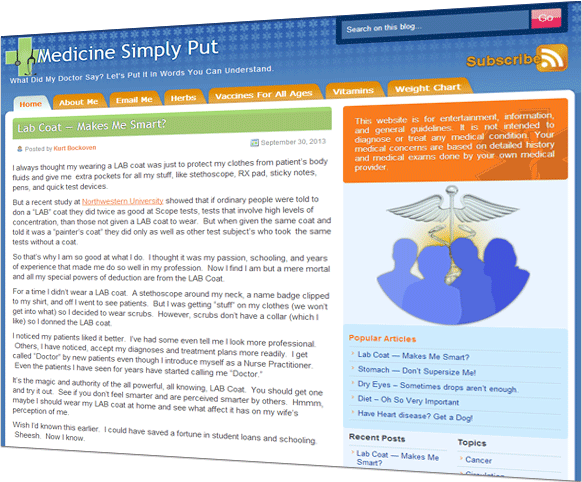 Search on this blog...
Go
Medicine Simply Put
What Did My Doctor Say? Let's Put It in Words You Can Understand.
Subscribe
Home
About Me
Email Me
Herbs
Vaccines For All Ages
Vitamins
Weight Chart
Lab Coat – Makes Me Smart?
Posted by Kurt Bockoven
September 30, 2013
I always thought my wearing a LAB coat was just to protect my clothes from patient's body
fluids and give me extra pockets for all my stuff, like stethoscope, RX pad, sticky notes,
pens, and quick test devices.
But a recent study at Northwestern University showed that if ordinary people were told to
don a "LAB" coat they did twice as good at Scope tests, tests that involve high levels of
concentration, than those not given a LAB coat to wear. But when given the same coat and
told it was a "painter's coat" they did only as well as other test subject's who took the same
tests without a coat.
So that's why I am so good at what I do. I thought it was my passion, schooling, and years
of experience that made me do so well in my profession. Now I find I am but a mere mortal
and all my special powers of deduction are from the LAB Coat.
For a time I didn't wear a LAB coat. A stethoscope around my neck, a name badge clipped
to my shirt, and off I went to see patients. But I was getting "stuff" on my clothes (we won't
get into what) so I decided to wear scrubs. However, scrubs don't have a collar (which I
like) so I donned the LAB coat.
I noticed my patients liked it better. I've had some even tell me I look more professional.
Others, I have noticed, accept my diagnoses and treatment plans more readily. I get
called "Doctor" by new patients even though I introduce myself as a Nurse Practitioner.
Even the patients I have seen for years have started calling me "Doctor."
It's the magic and authority of the all powerful, all knowing, LAB Coat. You should get one
and try it out. See if you don't feel smarter and are perceived smarter by others. Hmmm,
maybe I should wear my LAB coat at home and see what affect it has on my wife's
perception of me.
Wish I'd known this earlier. I could have saved a fortune in student loans and schooling.
Sheesh. Now I know.
This website is for entertainment, information,
and general guidelines. It is not intended to
diagnose or treat any medical condition. Your
medical concerns are based on detailed history
and medical exams done by your own medical
provider.
Popular Articles
Lab Coat — Makes Me Smart?
Stomach — Don't Supersize Me!
Dry Eyes – Sometimes drops aren't enough.
Diet – Oh So Very Important
Have Heart disease? Get a Dog!
Recent Posts
Lab Coat — Makes Me
Smart?
Topics
Cancer
Circulation